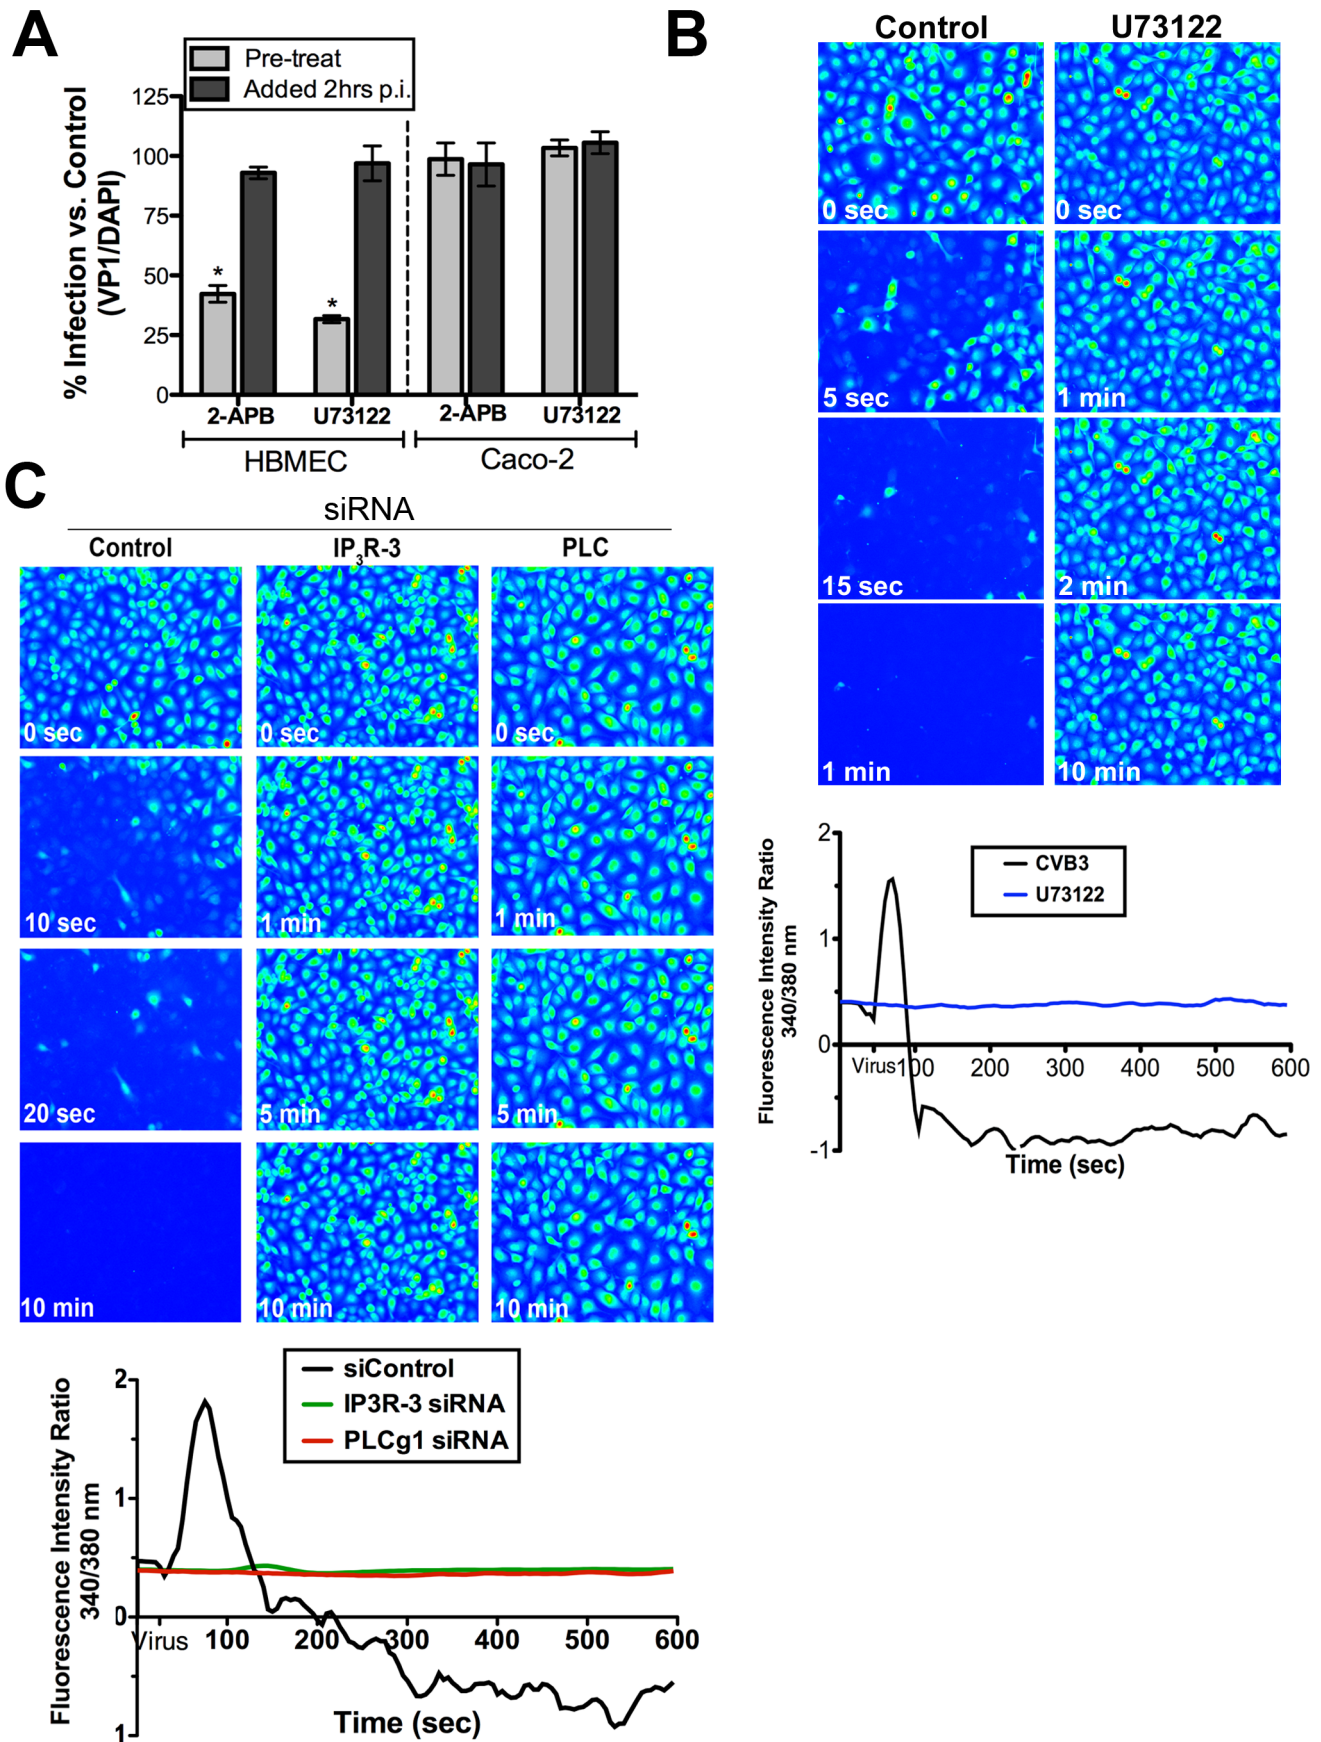 A
Pre-treat
Added 2hrs p.i.
% Infection vs. Control
(VP1/DAPI)
125
100
75
50
25
0
*
*
2-APB
U73122
2-APB
U73122
HBMEC
Caco-2
B
Control
U73122
0 sec
0 sec
5 sec
1 min
15 sec
2 min
1 min
10 min
Fluorescence Intensity Ratio
340/380 nm
2
1
0
-1
CVB3
U73122
Virus
100
200
300
400
500
600
Time (sec)
C
siRNA
Control
IP3R-3
PLC
0 sec
0 sec
0 sec
10 sec
1 min
1 min
20 sec
5 min
5 min
10 min
10 min
10 min
Fluorescence Intensity Ratio
340/380 nm
2
1
0
1
siControl
IP3R-3 siRNA
PLCg1 siRNA
Virus
100
200
300
400
500
600
Time (sec)